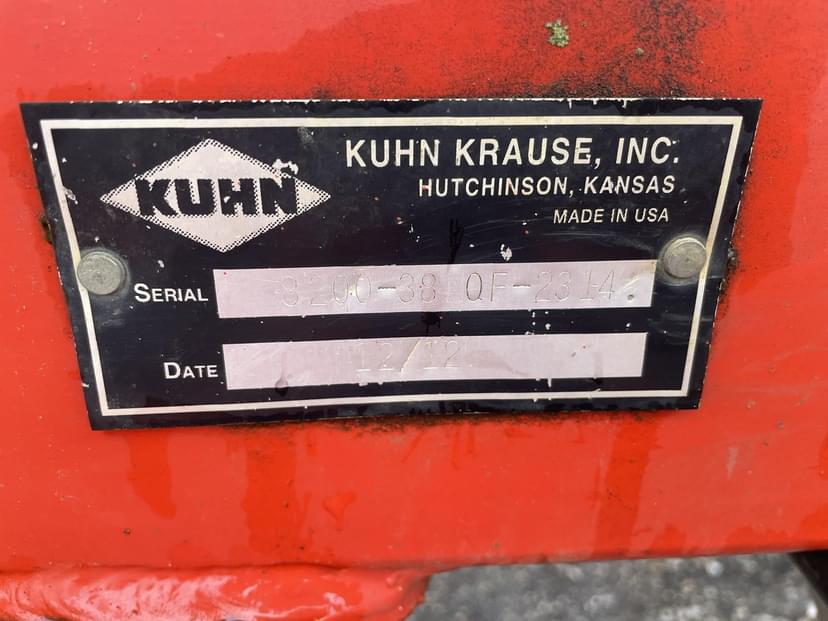 KUHN
KUHN KRAUSE, INC.
HUTCHINSON, KANSAS
MADE IN USA
SERIAL 8200-38 QF-2314
DATE 12/12